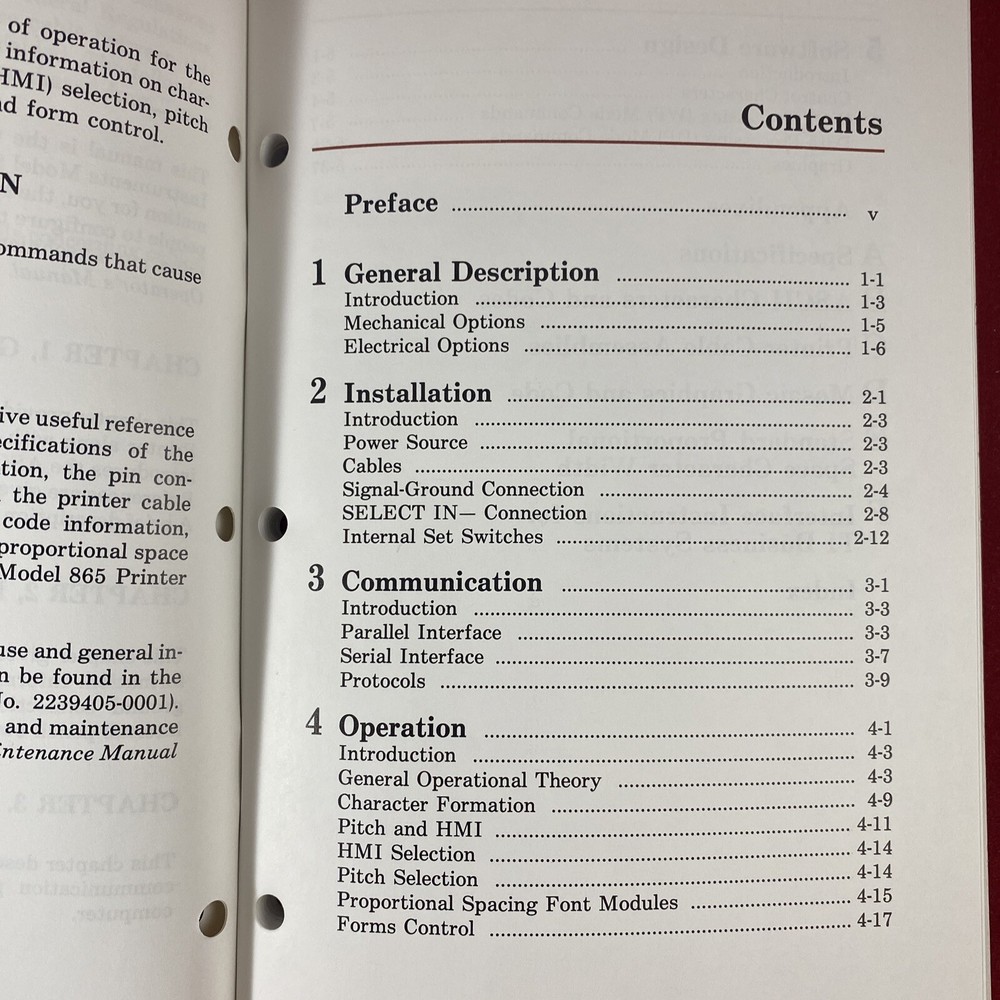 of operation for the
information on char-
HMI) selection, pitch
form control.
N
commands that cause
useful reference
of the
the pin con-
the printer cable
code information,
proportional space
Model 865 Printer
use and general in-
be found in the
No. 2239405-0001).
and maintenance
Maintenance Manual
Contents
Preface v
1 General Description 1-1
Introduction 1-3
Mechanical Options 1-5
Electrical Options 1-6
2 Installation 2-1
Introduction 2-3
Power Source 2-3
Cables 2-3
Signal-Ground Connection 2-4
SELECT IN— Connection 2-8
Internal Set Switches 2-12
3 Communication 3-1
Introduction 3-3
Parallel Interface 3-3
Serial Interface 3-7
Protocols 3-9
4 Operation 4-1
Introduction 4-3
General Operational Theory 4-3
Character Formation 4-9
Pitch and HMI 4-11
HMI Selection 4-14
Pitch Selection 4-14
Proportional Spacing Font Modules 4-15
Forms Control 4-17